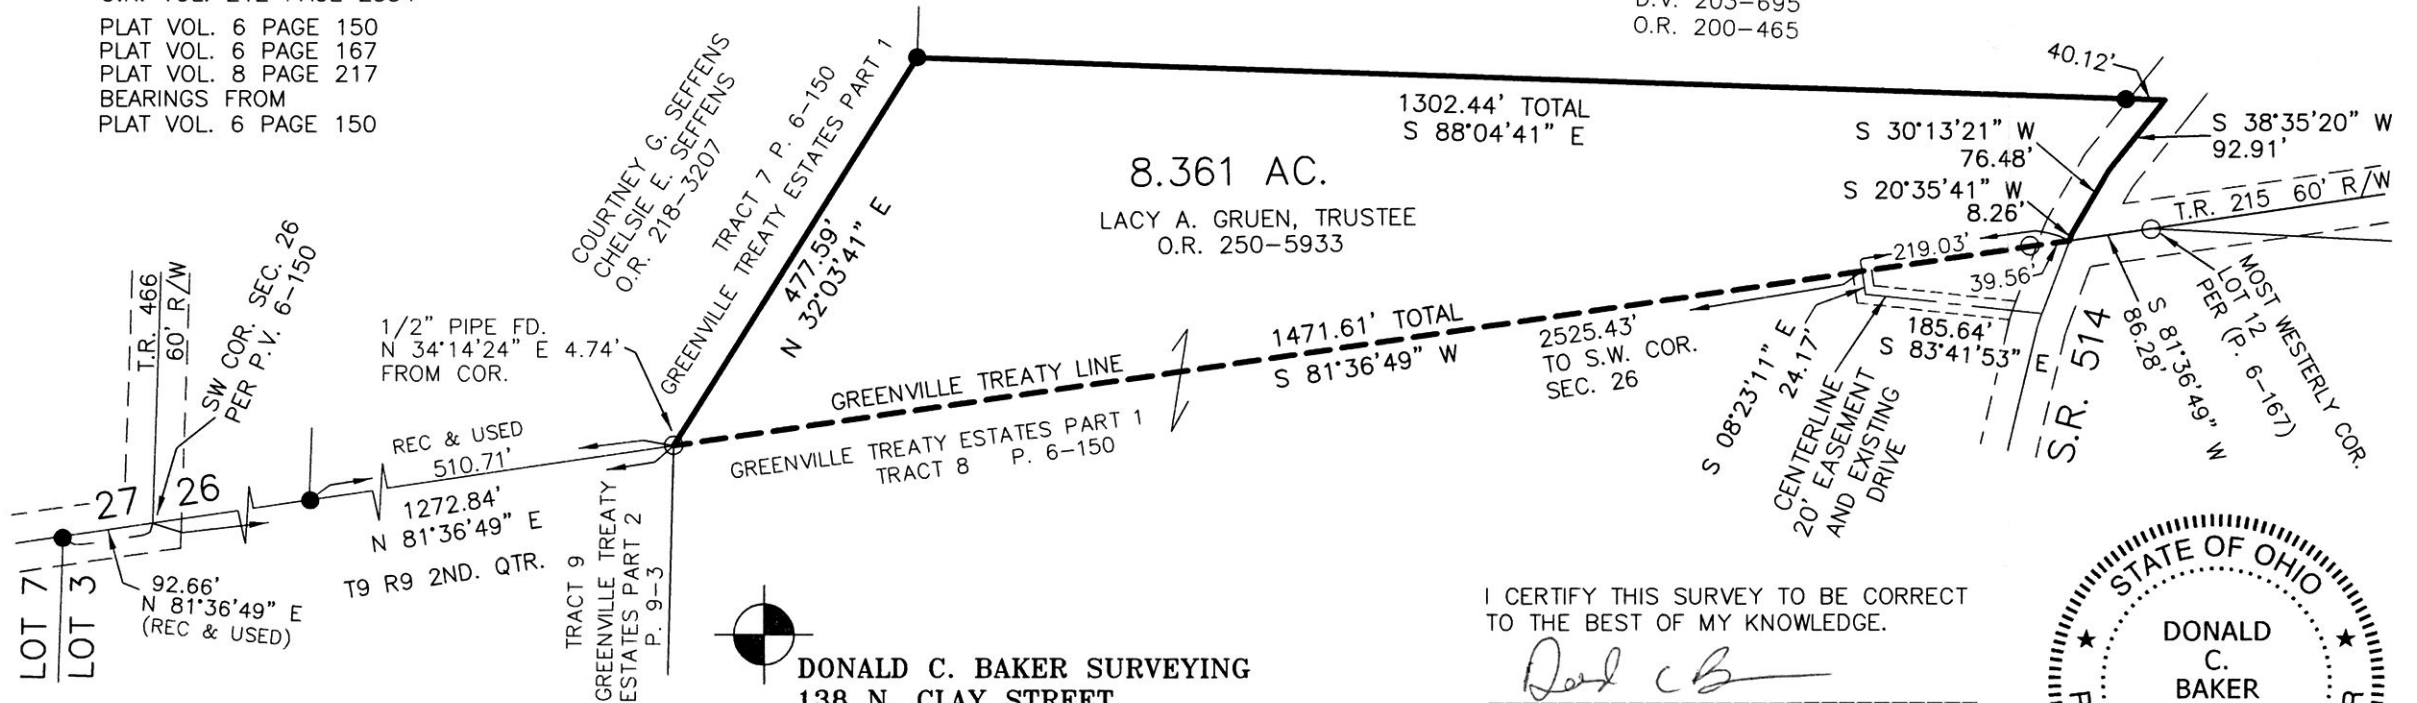 PLAT VOL. 6 PAGE 150
PLAT VOL. 6 PAGE 167
PLAT VOL. 8 PAGE 217
BEARINGS FROM
PLAT VOL. 6 PAGE 150
D.V. 203-695
O.R. 200-465
COURTNEY G. SEFFENS
CHELSIE E. SEFFENS
O.R. 218-3207
TRACT 7 P. 6-150
GREENVILLE TREATY ESTATES PART 1
477.59'
N 32°03'41" E
1302.44' TOTAL
S 88°04'41" E
8.361 AC.
LACY A. GRUEN, TRUSTEE
O.R. 250-5933
40.12'
S 30°13'21" W
76.48'
S 20°35'41" W
8.26'
S 38°35'20" W
92.91'
T.R. 215 60' R/W
219.03'
39.56'
MOST WESTERLY COR.
LOT 12
PER (P. 6-167)
S 81°36'49" W
86.28'
S.R. 514
185.64'
S 83°41'53" E
S 08°23'11" E
24.17'
CENTERLINE
20' EASEMENT
AND EXISTING
DRIVE
2525.43'
TO S.W. COR.
SEC. 26
1471.61' TOTAL
S 81°36'49" W
GREENVILLE TREATY LINE
GREENVILLE TREATY ESTATES PART 1
TRACT 8 P. 6-150
1/2" PIPE FD.
N 34°14'24" E 4.74'
FROM COR.
T.R. 466
60' R/W
SW COR. SEC. 26
PER P.V. 6-150
REC & USED
510.71'
1272.84'
N 81°36'49" E
T9 R9 2ND. QTR.
27
26
92.66'
N 81°36'49" E
(REC & USED)
LOT 7
LOT 3
TRACT 9
GREENVILLE TREATY
ESTATES PART 2
P. 9-3
DONALD C. BAKER SURVEYING
138 N. CLAY STREET
I CERTIFY THIS SURVEY TO BE CORRECT
TO THE BEST OF MY KNOWLEDGE.
STATE OF OHIO
DONALD
C.
BAKER